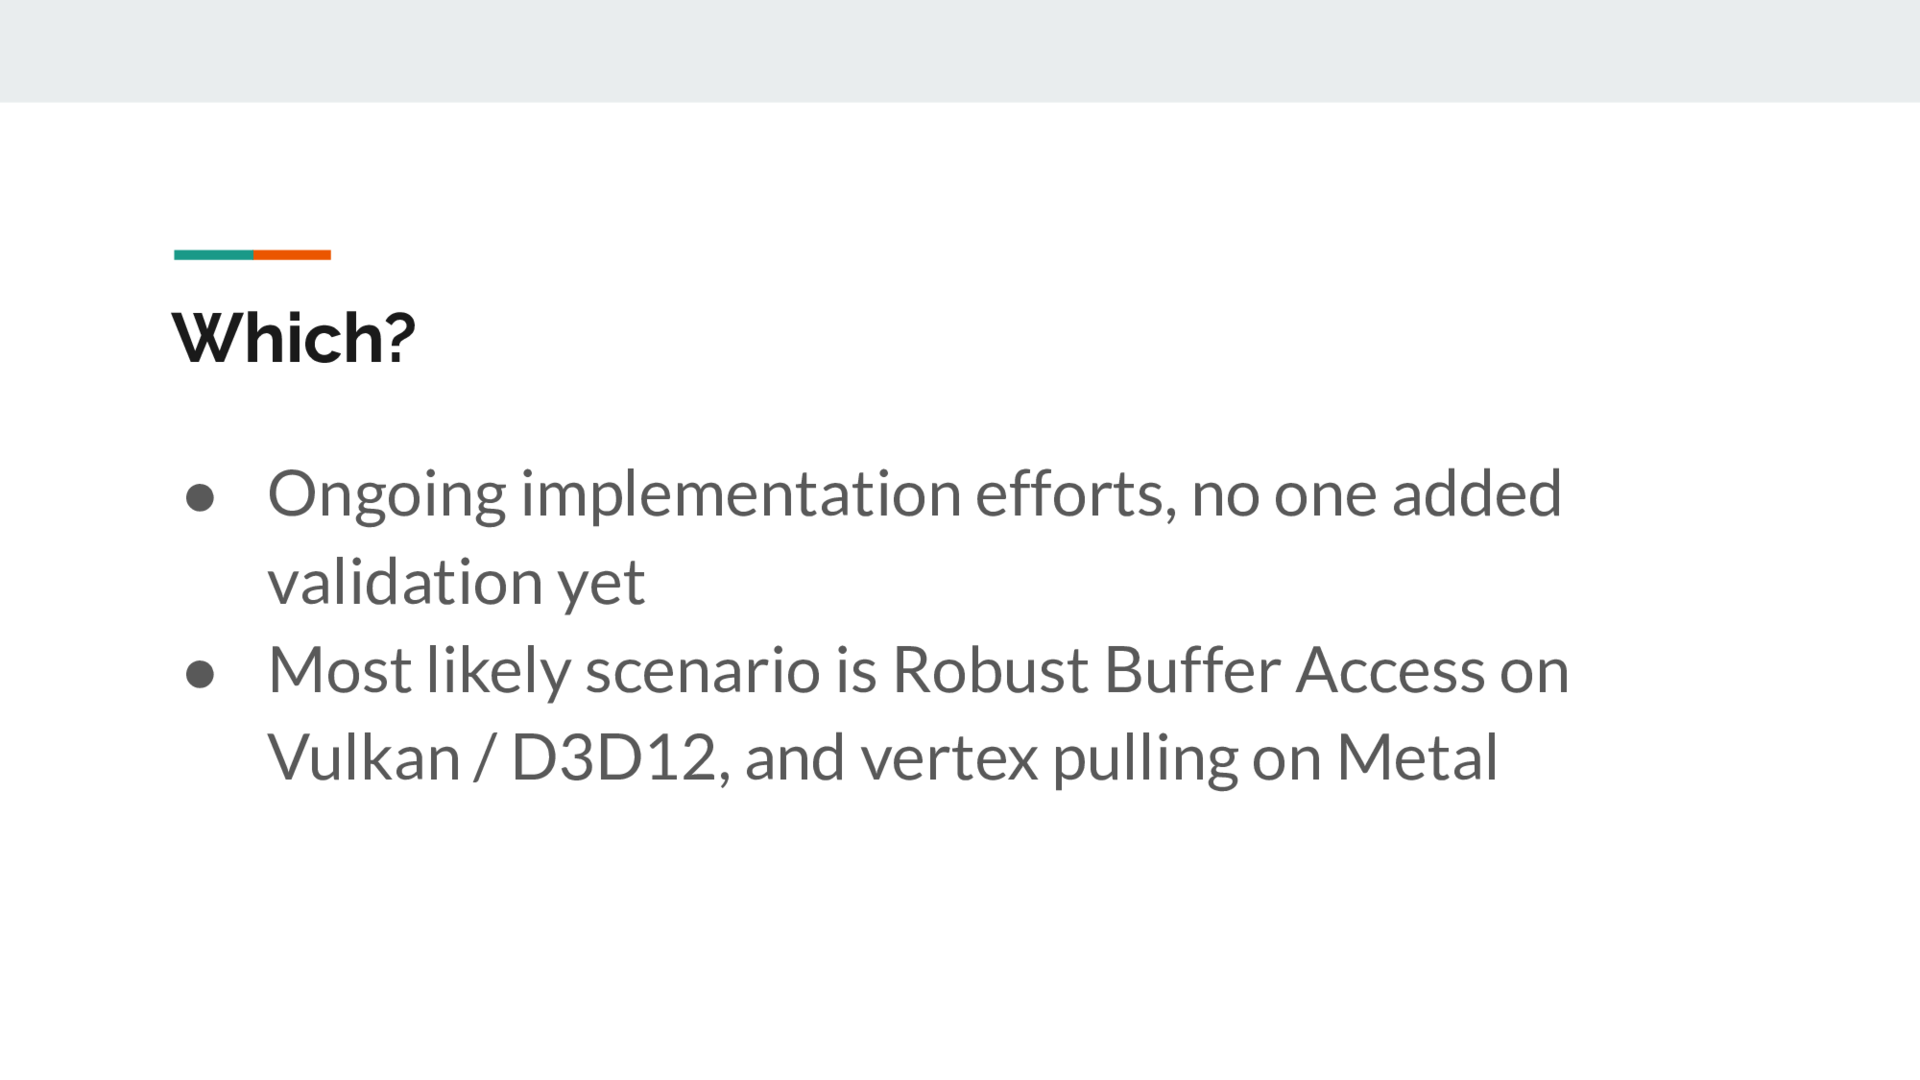 Which?
● Ongoing implementation efforts, no one added
validation yet
● Most likely scenario is Robust Buffer Access on
Vulkan / D3D12, and vertex pulling on Metal